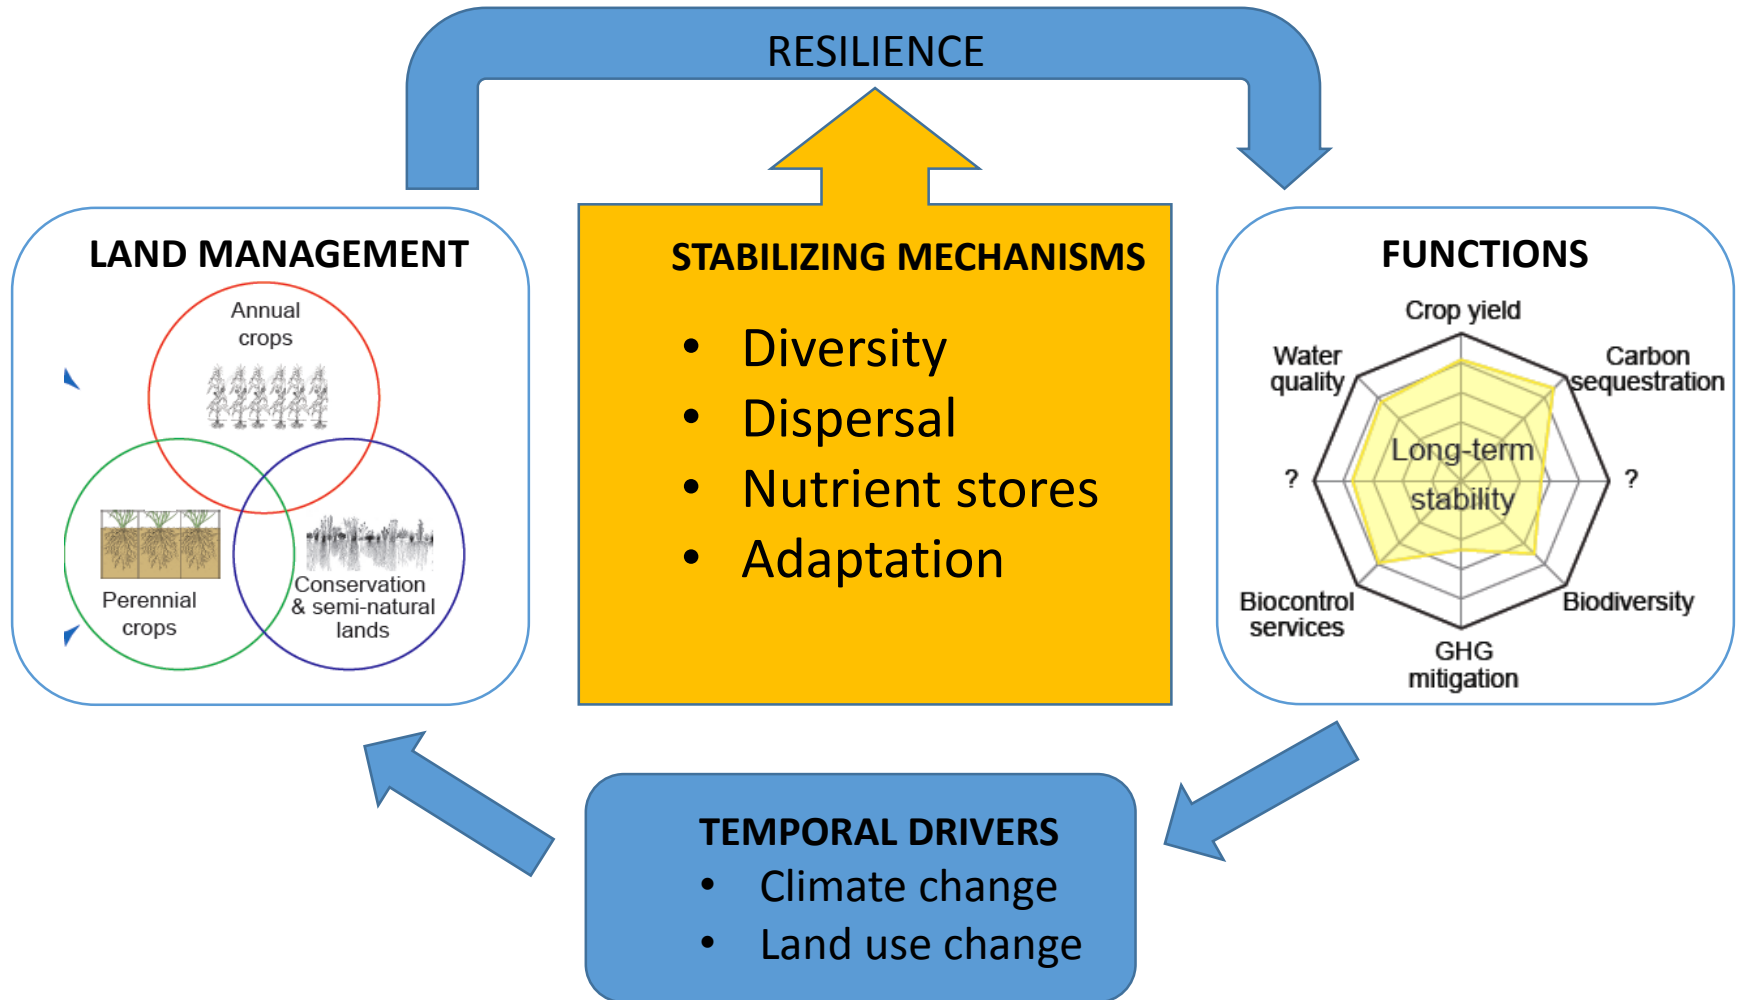 RESILIENCE
LAND MANAGEMENT
Annual
crops
Perennial
crops
Conservation
& semi-natural
lands
STABILIZING MECHANISMS
• Diversity
• Dispersal
• Nutrient stores
• Adaptation
FUNCTIONS
Crop yield
Water
quality
Carbon
sequestration
?
Long-term
stability
?
Biocontrol
services
Biodiversity
GHG
mitigation
TEMPORAL DRIVERS
• Climate change
• Land use change